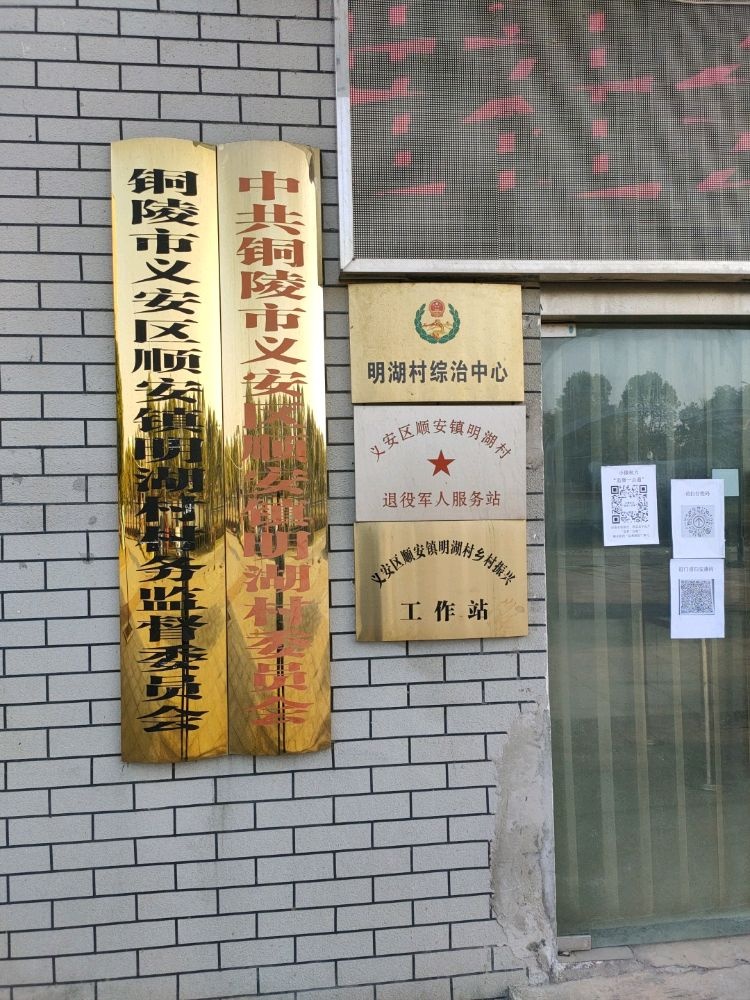 铜陵市义安区顺安镇明湖村村务监督委员会
中共铜陵市义安区顺安镇明湖村委员会
明湖村综治中心
义安区顺安镇明湖村
退役军人服务站
义安区顺安镇明湖村乡村振兴
工作站